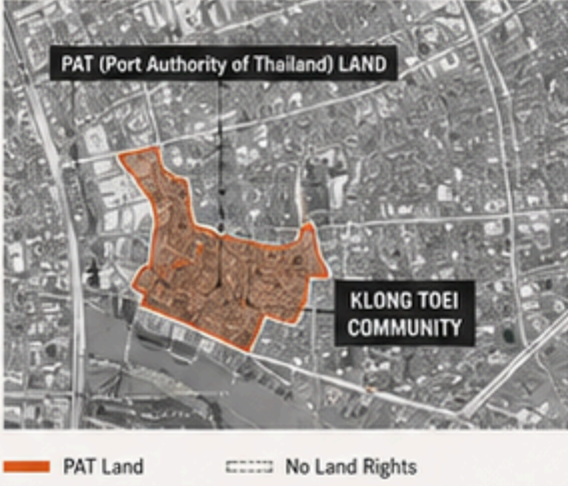 PAT (Port Authority of Thailand) LAND
KLONG TOEI
COMMUNITY
PAT Land
No Land Rights